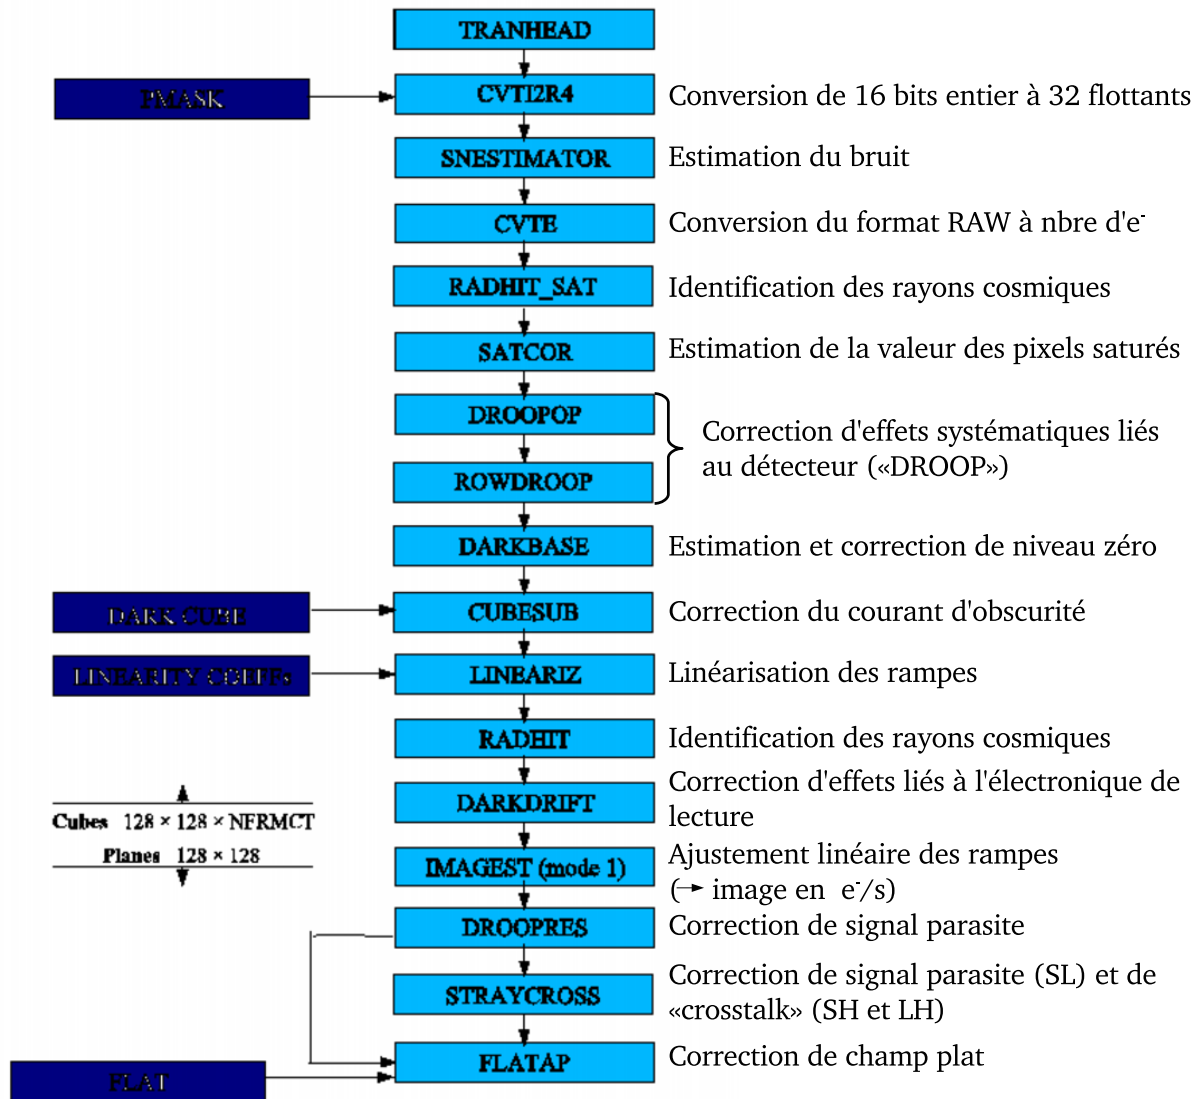 TRANHEAD
PMASK
CVTI2R4
Conversion de 16 bits entier à 32 flottants
SNESTIMATOR
Estimation du bruit
CVTE
Conversion du format RAW à nbre d'e-
RADHIT_SAT
Identification des rayons cosmiques
SATCOR
Estimation de la valeur des pixels saturés
DROOPOP
ROWDROOP
Correction d'effets systématiques liés
au détecteur («DROOP»)
DARKBASE
Estimation et correction de niveau zéro
DARK CUBE
CUBESUB
Correction du courant d'obscurité
LINEARITY COEFFs
LINEARIZ
Linéarisation des rampes
RADHIT
Identification des rayons cosmiques
DARKDRIFT
Correction d'effets liés à l'électronique de
lecture
Cubes 128 × 128 × NFRMCT
Planes 128 × 128
IMAGEST (mode 1)
Ajustement linéaire des rampes
(→ image en e-/s)
DROOPRES
Correction de signal parasite
STRAYCROSS
Correction de signal parasite (SL) et de
«crosstalk» (SH et LH)
FLATAP
Correction de champ plat
FLAT